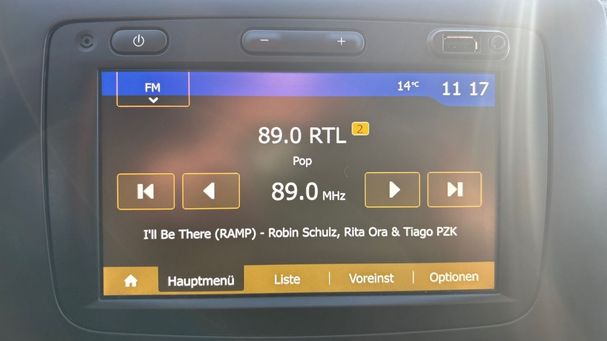 FM
14°C
11 17
89.0 RTL 2
Pop
89.0 MHz
I'll Be There (RAMP) - Robin Schulz, Rita Ora & Tiago PZK
Hauptmenü Liste Voreinst Optionen